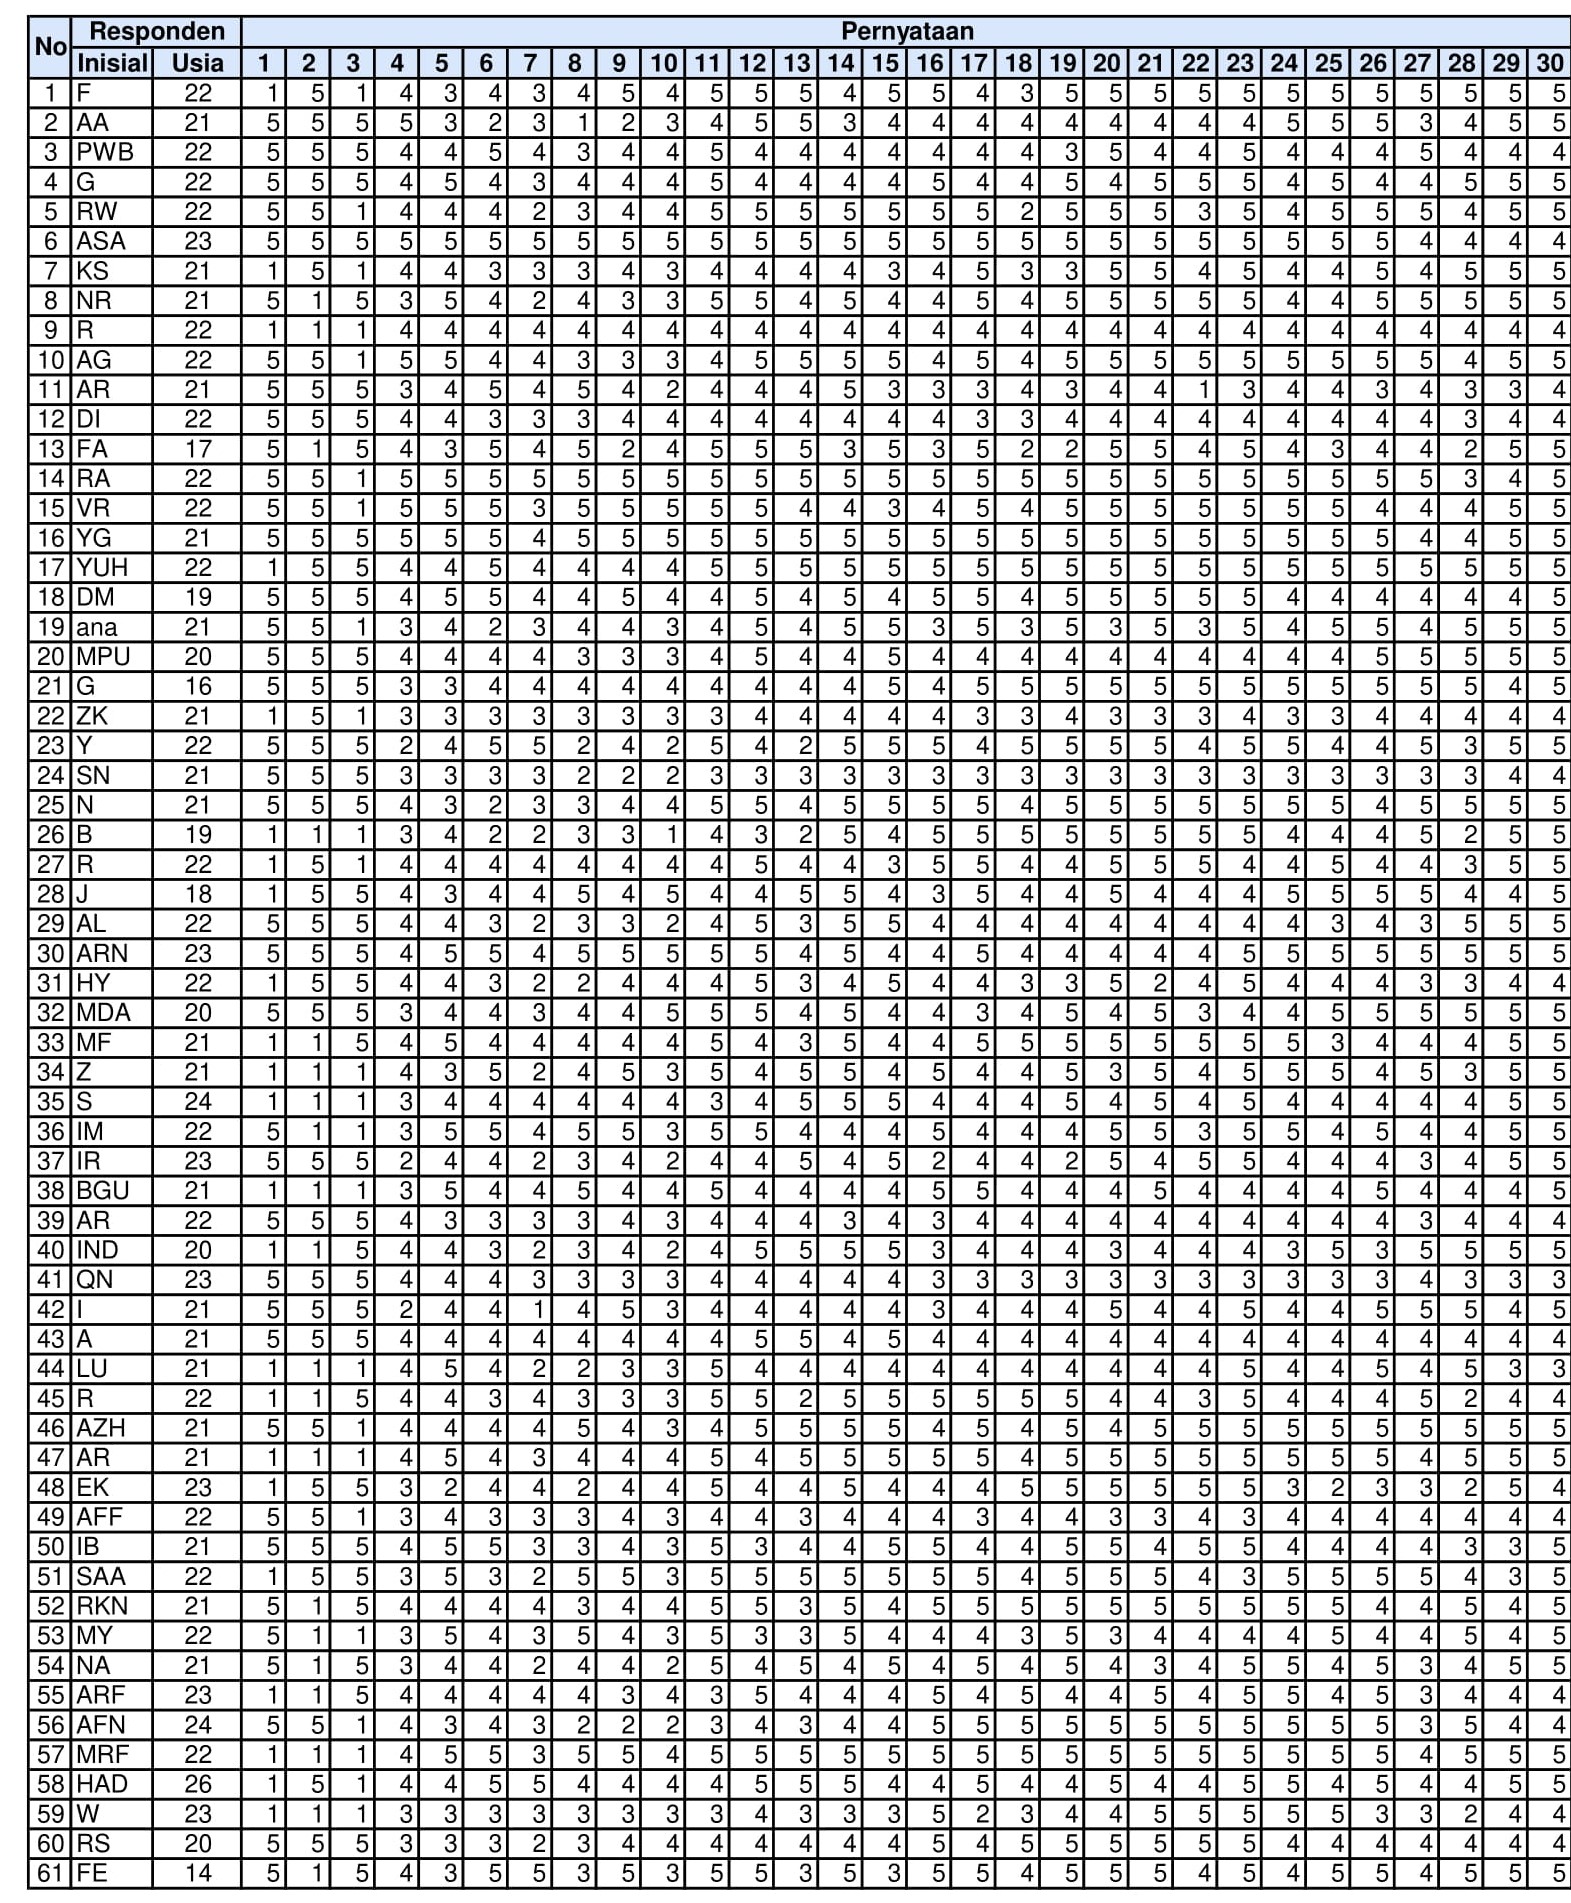 No Responden Pernyataan
Inisial Usia 1 2 3 4 5 6 7 8 9 10 11 12 13 14 15 16 17 18 19 20 21 22 23 24 25 26 27 28 29 30
1 F 22 1 5 1 4 3 4 3 4 5 4 5 5 5 4 5 5 4 3 5 5 5 5 5 5 5 5 5 5 5 5
2 AA 21 5 5 5 5 3 2 3 1 2 3 4 5 5 3 4 4 4 4 4 4 4 4 4 5 5 5 3 4 5 5
3 PWB 22 5 5 5 4 4 5 4 3 4 4 5 4 4 4 4 4 4 4 3 5 4 4 5 4 4 4 5 4 4 4
4 G 22 5 5 5 4 5 4 3 4 4 4 5 4 4 4 4 5 4 4 5 4 5 5 5 4 5 4 4 5 5 5
5 RW 22 5 5 1 4 4 4 2 3 4 4 5 5 5 5 5 5 5 2 5 5 5 3 5 4 5 5 5 4 5 5
6 ASA 23 5 5 5 5 5 5 5 5 5 5 5 5 5 5 5 5 5 5 5 5 5 5 5 5 5 5 4 4 4 4
7 KS 21 1 5 1 4 4 3 3 3 4 3 4 4 4 4 3 4 5 3 3 5 5 4 5 4 4 5 4 5 5 5
8 NR 21 5 1 5 3 5 4 2 4 3 3 5 5 4 5 4 4 5 4 5 5 5 5 5 4 4 5 5 5 5 5
9 R 22 1 1 1 4 4 4 4 4 4 4 4 4 4 4 4 4 4 4 4 4 4 4 4 4 4 4 4 4 4 4
10 AG 22 5 5 1 5 5 4 4 3 3 3 4 5 5 5 5 4 5 4 5 5 5 5 5 5 5 5 5 4 5 5
11 AR 21 5 5 5 3 4 5 4 5 4 2 4 4 4 5 3 3 3 4 3 4 4 1 3 4 4 3 4 3 3 4
12 DI 22 5 5 5 4 4 3 3 3 4 4 4 4 4 4 4 4 3 3 4 4 4 4 4 4 4 4 4 3 4 4
13 FA 17 5 1 5 4 3 5 4 5 2 4 5 5 5 3 5 3 5 2 2 5 5 4 5 4 3 4 4 2 5 5
14 RA 22 5 5 1 5 5 5 5 5 5 5 5 5 5 5 5 5 5 5 5 5 5 5 5 5 5 5 5 3 4 5
15 VR 22 5 5 1 5 5 5 3 5 5 5 5 5 4 4 3 4 5 4 5 5 5 5 5 5 5 4 4 4 5 5
16 YG 21 5 5 5 5 5 5 4 5 5 5 5 5 5 5 5 5 5 5 5 5 5 5 5 5 5 5 4 4 5 5
17 YUH 22 1 5 5 4 4 5 4 4 4 4 5 5 5 5 5 5 5 5 5 5 5 5 5 5 5 5 5 5 5 5
18 DM 19 5 5 5 4 5 5 4 4 5 4 4 5 4 5 4 5 5 4 5 5 5 5 5 4 4 4 4 4 4 5
19 ana 21 5 5 1 3 4 2 3 4 4 3 4 5 4 5 5 3 5 3 5 3 5 3 5 4 5 5 4 5 5 5
20 MPU 20 5 5 5 4 4 4 4 3 3 3 4 5 4 4 5 4 4 4 4 4 4 4 4 4 4 5 5 5 5 5
21 G 16 5 5 5 3 3 4 4 4 4 4 4 4 4 4 5 4 5 5 5 5 5 5 5 5 5 5 5 5 4 5
22 ZK 21 1 5 1 3 3 3 3 3 3 3 3 4 4 4 4 4 3 3 4 3 3 3 4 3 3 4 4 4 4 4
23 Y 22 5 5 5 2 4 5 5 2 4 2 5 4 2 5 5 5 4 5 5 5 5 4 5 5 4 4 5 3 5 5
24 SN 21 5 5 5 3 3 3 3 2 2 2 3 3 3 3 3 3 3 3 3 3 3 3 3 3 3 3 3 3 4 4
25 N 21 5 5 5 4 3 2 3 3 4 4 5 5 4 5 5 5 5 4 5 5 5 5 5 5 5 4 5 5 5 5
26 B 19 1 1 1 3 4 2 2 3 3 1 4 3 2 5 4 5 5 5 5 5 5 5 5 4 4 4 5 2 5 5
27 R 22 1 5 1 4 4 4 4 4 4 4 4 5 4 4 3 5 5 4 4 5 5 5 4 4 5 4 4 3 5 5
28 J 18 1 5 5 4 3 4 4 5 4 5 4 4 5 5 4 3 5 4 4 5 4 4 4 5 5 5 5 4 4 5
29 AL 22 5 5 5 4 4 3 2 3 3 2 4 5 3 5 5 4 4 4 4 4 4 4 4 4 3 4 3 5 5 5
30 ARN 23 5 5 5 4 5 5 4 5 5 5 5 5 4 5 4 4 5 4 4 4 4 4 5 5 5 5 5 5 5 5
31 HY 22 1 5 5 4 4 3 2 2 4 4 4 5 3 4 5 4 4 3 3 5 2 4 5 4 4 4 3 3 4 4
32 MDA 20 5 5 5 3 4 4 3 4 4 5 5 5 4 5 4 4 3 4 5 4 5 3 4 4 5 5 5 5 5 5
33 MF 21 1 1 5 4 5 4 4 4 4 4 5 4 3 5 4 4 5 5 5 5 5 5 5 5 3 4 4 4 5 5
34 Z 21 1 1 1 4 3 5 2 4 5 3 5 4 5 5 4 5 4 4 5 3 5 4 5 5 5 4 5 3 5 5
35 S 24 1 1 1 3 4 4 4 4 4 4 3 4 5 5 5 4 4 4 5 4 5 4 5 4 4 4 4 4 5 5
36 IM 22 5 1 1 3 5 5 4 5 5 3 5 5 4 4 4 5 4 4 4 5 5 3 5 5 4 5 4 4 5 5
37 IR 23 5 5 5 2 4 4 2 3 4 2 4 4 5 4 5 2 4 4 2 5 4 5 5 4 4 4 3 4 5 5
38 BGU 21 1 1 1 3 5 4 4 5 4 4 5 4 4 4 4 5 5 4 4 4 5 4 4 4 4 5 4 4 4 5
39 AR 22 5 5 5 4 3 3 3 3 4 3 4 4 4 3 4 3 4 4 4 4 4 4 4 4 4 4 3 4 4 4
40 IND 20 1 1 5 4 4 3 2 3 4 2 4 5 5 5 5 3 4 4 4 3 4 4 4 3 5 3 5 5 5 5
41 QN 23 5 5 5 4 4 4 3 3 3 3 4 4 4 4 4 3 3 3 3 3 3 3 3 3 3 3 4 3 3 3
42 I 21 5 5 5 2 4 4 1 4 5 3 4 4 4 4 4 3 4 4 4 5 4 4 5 4 4 5 5 5 4 5
43 A 21 5 5 5 4 4 4 4 4 4 4 4 5 5 4 5 4 4 4 4 4 4 4 4 4 4 4 4 4 4 4
44 LU 21 1 1 1 4 5 4 2 2 3 3 5 4 4 4 4 4 4 4 4 4 4 4 5 4 4 5 4 5 3 3
45 R 22 1 1 5 4 4 3 4 3 3 3 5 5 2 5 5 5 5 5 5 4 4 3 5 4 4 4 5 2 4 4
46 AZH 21 5 5 1 4 4 4 4 5 4 3 4 5 5 5 5 4 5 4 5 4 5 5 5 5 5 5 5 5 5 5
47 AR 21 1 1 1 4 5 4 3 4 4 4 5 4 5 4 5 5 5 4 5 5 5 5 5 5 5 5 4 5 5 5
48 EK 23 1 5 5 3 2 4 4 2 4 4 5 4 4 5 4 4 4 5 5 5 5 5 5 3 2 3 3 2 5 4
49 AFF 22 5 5 1 3 4 3 3 3 4 3 4 4 3 4 4 4 3 4 4 3 3 4 3 4 4 4 4 4 4 4
50 IB 21 5 5 5 4 5 5 3 3 4 3 5 3 4 4 5 5 4 4 5 5 4 5 5 4 4 4 4 3 3 5
51 SAA 22 1 5 5 3 5 3 2 5 5 3 5 5 5 5 5 5 5 4 5 5 5 4 3 5 5 5 5 4 3 5
52 RKN 21 5 1 5 4 4 4 4 3 4 4 5 5 3 5 4 5 5 5 5 5 5 5 5 5 5 4 4 5 4 5
53 MY 22 5 1 1 3 5 4 3 5 4 3 5 3 3 5 4 4 4 3 5 3 4 4 4 4 5 4 4 5 4 5
54 NA 21 5 1 5 3 4 4 2 4 4 2 5 4 5 4 5 4 5 4 5 4 3 4 5 5 4 5 3 4 5 5
55 ARF 23 1 1 5 4 4 4 4 4 3 4 3 5 4 4 4 5 4 5 4 4 5 4 5 5 4 5 3 4 4 4
56 AFN 24 5 5 1 4 3 4 3 2 2 2 3 4 3 4 4 5 5 5 5 5 5 5 5 5 5 5 3 5 4 4
57 MRF 22 1 1 1 4 5 5 3 5 5 4 5 5 5 5 5 5 5 5 5 5 5 5 5 5 5 5 4 5 5 5
58 HAD 26 1 5 1 4 4 5 5 4 4 4 4 5 5 5 4 4 5 4 4 5 4 4 5 5 4 5 4 4 5 5
59 W 23 1 1 1 3 3 3 3 3 3 3 3 4 3 3 3 5 2 3 4 4 5 5 5 5 5 3 3 2 4 4
60 RS 20 5 5 5 3 3 3 2 3 4 4 4 4 4 4 4 5 4 5 5 5 5 5 5 4 4 4 4 4 4 4
61 FE 14 5 1 5 4 3 5 5 3 5 3 5 5 3 5 3 5 5 4 5 5 5 4 5 4 5 5 4 5 5 5